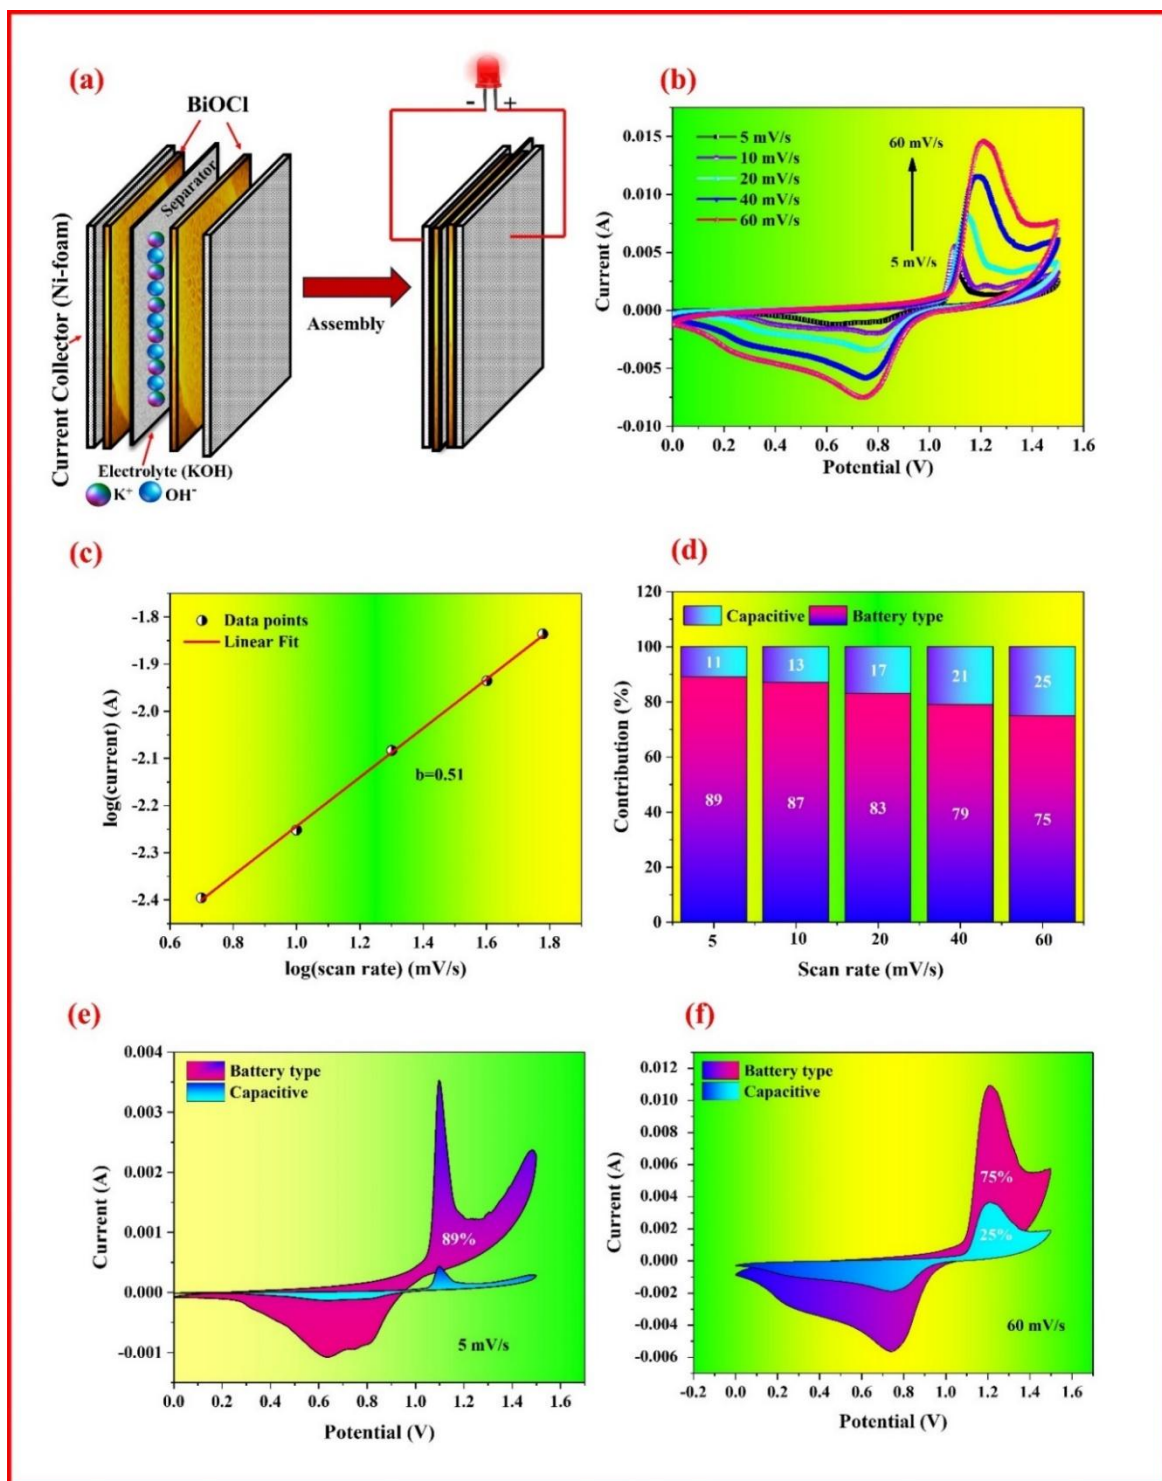 (a)
BiOCl
Separator
Current Collector (Ni-foam)
Electrolyte (KOH)
K⁺
OH⁻
Assembly
- +
(b)
5 mV/s
10 mV/s
20 mV/s
40 mV/s
60 mV/s
60 mV/s
5 mV/s
Current (A)
0.015
0.010
0.005
0.000
-0.005
-0.010
0.0 0.2 0.4 0.6 0.8 1.0 1.2 1.4 1.6
Potential (V)
(c)
Data points
Linear Fit
b=0.51
log(current) (A)
-1.8
-1.9
-2.0
-2.1
-2.2
-2.3
-2.4
0.6 0.8 1.0 1.2 1.4 1.6 1.8
log(scan rate) (mV/s)
(d)
Capacitive Battery type
Contribution (%)
120
100
80
60
40
20
0
11 13 17 21 25
89 87 83 79 75
5 10 20 40 60
Scan rate (mV/s)
(e)
Battery type
Capacitive
Current (A)
0.004
0.003
0.002
0.001
0.000
-0.001
89%
5 mV/s
0.0 0.2 0.4 0.6 0.8 1.0 1.2 1.4 1.6
Potential (V)
(f)
Battery type
Capacitive
Current (A)
0.012
0.010
0.008
0.006
0.004
0.002
0.000
-0.002
-0.004
-0.006
75%
25%
60 mV/s
-0.2 0.0 0.2 0.4 0.6 0.8 1.0 1.2 1.4 1.6
Potential (V)